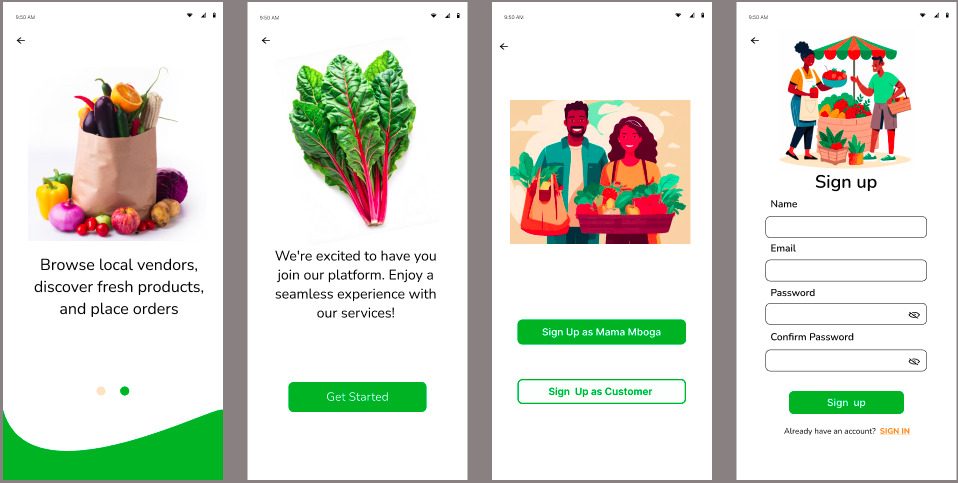 9:50 AM
Browse local vendors,
discover fresh products,
and place orders
9:50 AM
We're excited to have you
join our platform. Enjoy a
seamless experience with
our services!
Get Started
9:50 AM
Sign Up as Mama Mboga
Sign Up as Customer
9:50 AM
Sign up
Name
Email
Password
Confirm Password
Sign up
Already have an account? SIGN IN